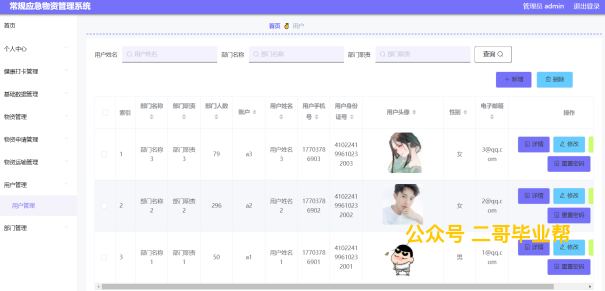 常规应急物资管理系统
管理员 admin 退出登录
首页 用户
首页
个人中心
健康打卡管理
基础数据管理
物资管理
物资申请管理
物资运输管理
用户管理
用户管理
部门管理
用户姓名 用户姓名 部门名称 部门名称 部门职责 部门职责 查询
+ 新增 删除
索引 部门名称 部门职责 部门人数 账户 用户姓名 用户手机号 用户身份证号 用户头像 性别 电子邮箱 操作
1 部门名称3 部门职责3 79 a3 用户姓名3 17703786903 410224199610232003 女 3@qq.com 详情 修改 重置密码
2 部门名称2 部门职责2 296 a2 用户姓名2 17703786902 410224199610232002 女 2@qq.com 详情 修改 重置密码
3 部门名称1 部门职责1 50 a1 用户姓名1 17703786901 410224199610232001 男 1@qq.com 详情 修改 重置密码
公众号 二哥毕业帮